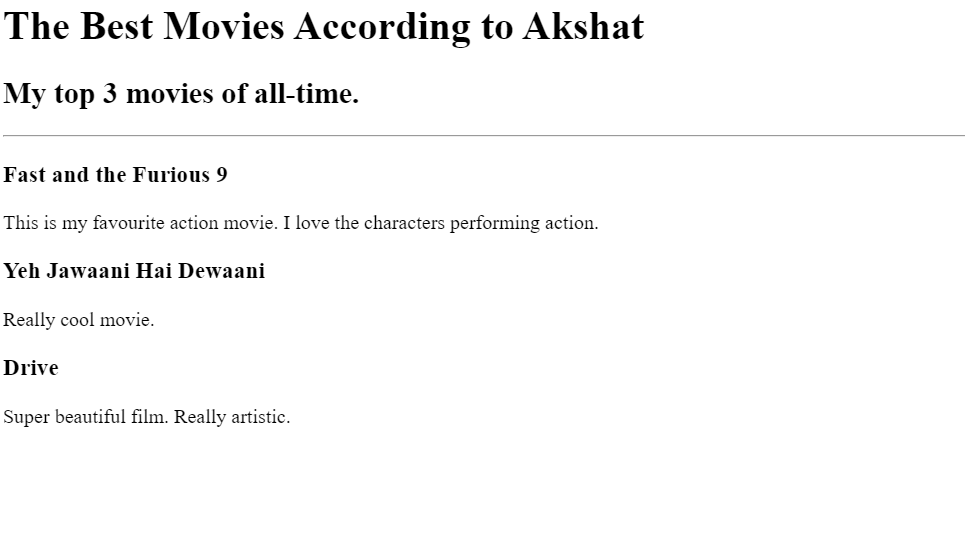 The Best Movies According to Akshat
My top 3 movies of all-time.
Fast and the Furious 9
This is my favourite action movie. I love the characters performing action.
Yeh Jawaani Hai Dewaani
Really cool movie.
Drive
Super beautiful film. Really artistic.